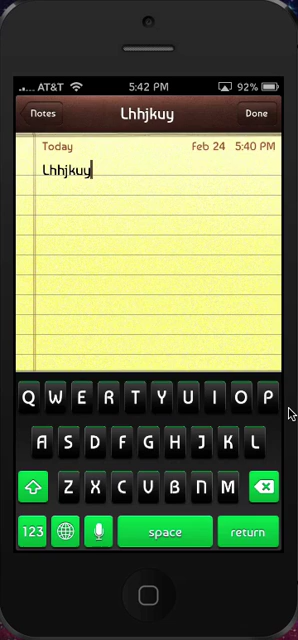 AT&T 5:42 PM 92%
Notes Lhhjkuy Done
Today Feb 24 5:40 PM
Lhhjkuy
Q W E R T Y U I O P
A S D F G H J K L
Z X C V B N M
123 space return